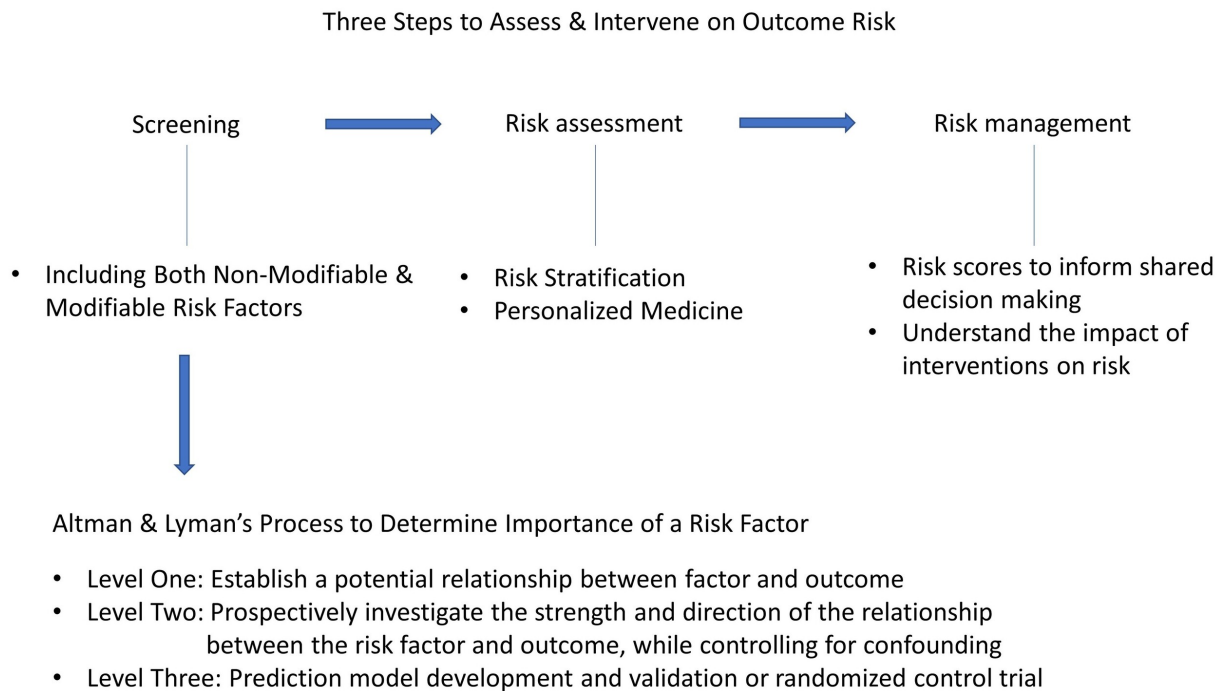 Three Steps to Assess & Intervene on Outcome Risk
Screening
Risk assessment
Risk management
• Including Both Non-Modifiable &
Modifiable Risk Factors
• Risk Stratification
• Personalized Medicine
• Risk scores to inform shared
decision making
• Understand the impact of
interventions on risk
Altman & Lyman’s Process to Determine Importance of a Risk Factor
• Level One: Establish a potential relationship between factor and outcome
• Level Two: Prospectively investigate the strength and direction of the relationship
between the risk factor and outcome, while controlling for confounding
• Level Three: Prediction model development and validation or randomized control trial